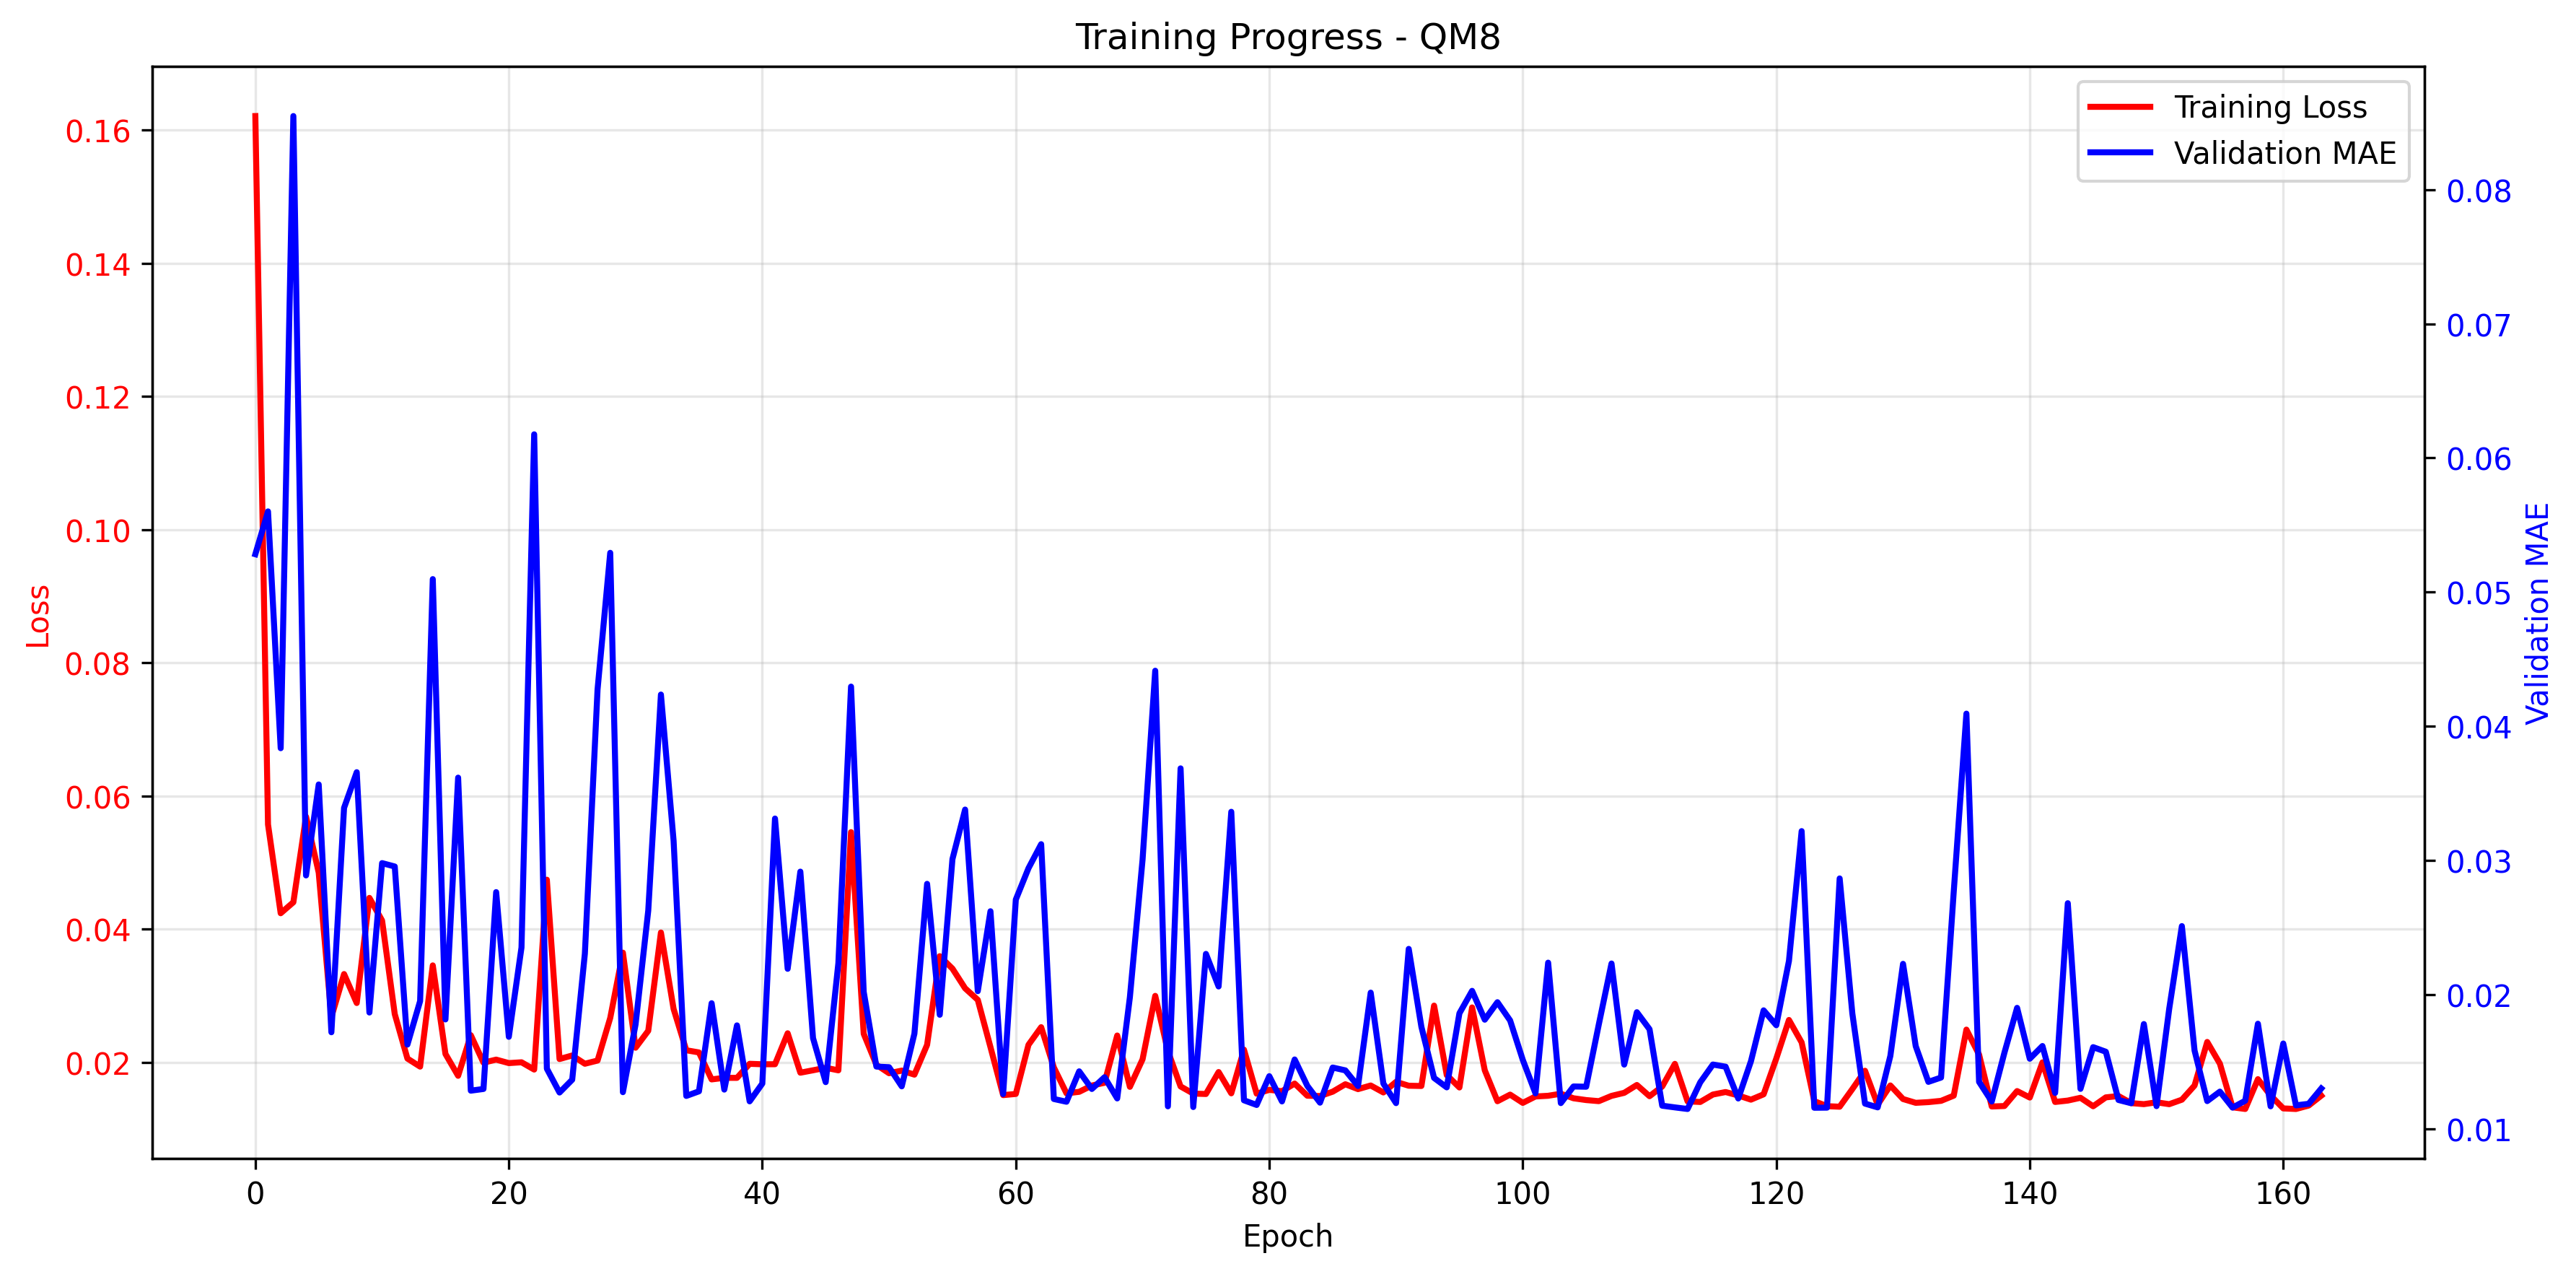 Training Progress - QM8
Training Loss
Validation MAE
0.16
0.14
0.12
0.10
0.08
0.06
0.04
0.02
Loss
0.08
0.07
0.06
0.05
0.04
0.03
0.02
0.01
Validation MAE
0 20 40 60 80 100 120 140 160
Epoch